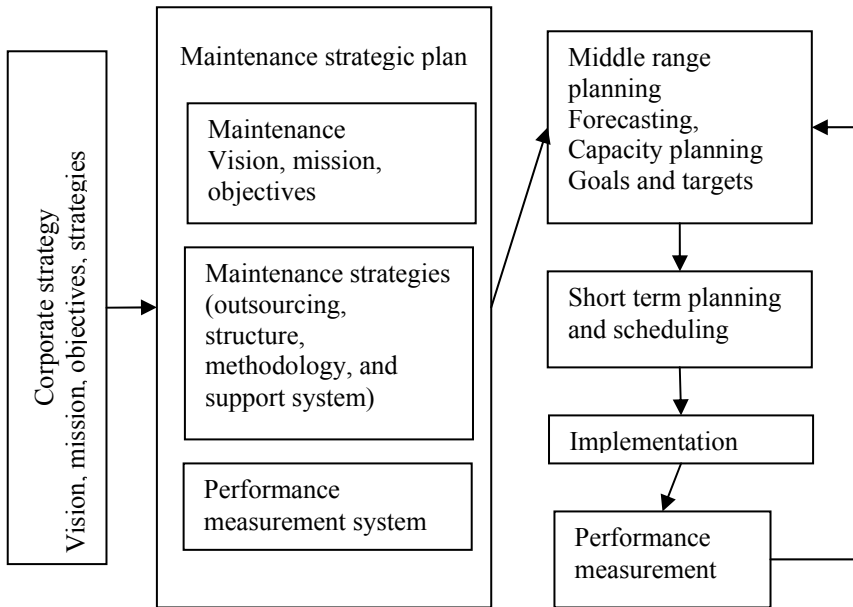 Corporate strategy
Vision, mission, objectives, strategies
Maintenance strategic plan
Maintenance
Vision, mission,
objectives
Maintenance strategies
(outsourcing,
structure,
methodology, and
support system)
Performance
measurement system
Middle range
planning
Forecasting,
Capacity planning
Goals and targets
Short term planning
and scheduling
Implementation
Performance
measurement